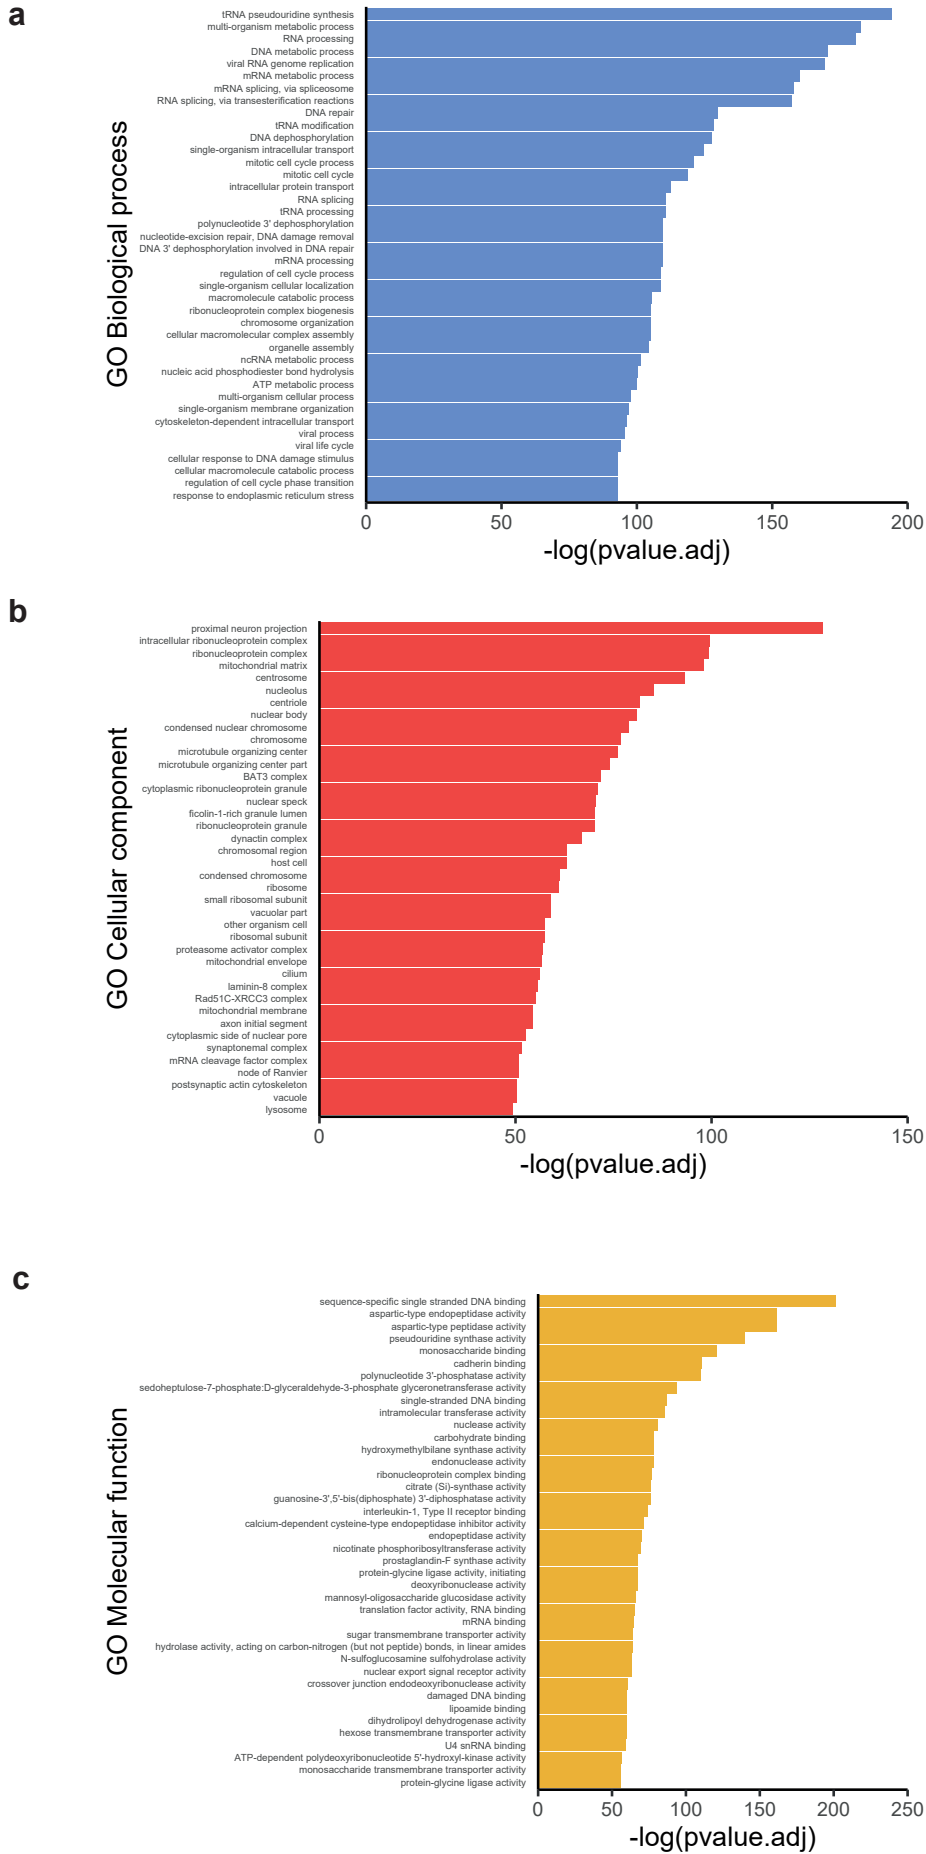 a
GO Biological process
tRNA pseudouridine synthesis
multi-organism metabolic process
RNA processing
DNA metabolic process
viral RNA genome replication
mRNA metabolic process
mRNA splicing, via spliceosome
RNA splicing, via transesterification reactions
DNA repair
tRNA modification
DNA dephosphorylation
single-organism intracellular transport
mitotic cell cycle process
mitotic cell cycle
intracellular protein transport
RNA splicing
tRNA processing
polynucleotide 3' dephosphorylation
nucleotide-excision repair, DNA damage removal
DNA 3' dephosphorylation involved in DNA repair
mRNA processing
regulation of cell cycle process
single-organism cellular localization
macromolecule catabolic process
ribonucleoprotein complex biogenesis
chromosome organization
cellular macromolecular complex assembly
organelle assembly
ncRNA metabolic process
nucleic acid phosphodiester bond hydrolysis
ATP metabolic process
multi-organism cellular process
single-organism membrane organization
cytoskeleton-dependent intracellular transport
viral process
viral life cycle
cellular response to DNA damage stimulus
cellular macromolecule catabolic process
regulation of cell cycle phase transition
response to endoplasmic reticulum stress
0 50 100 150 200
-log(pvalue.adj)
b
GO Cellular component
proximal neuron projection
intracellular ribonucleoprotein complex
ribonucleoprotein complex
mitochondrial matrix
centrosome
nucleolus
centriole
nuclear body
condensed nuclear chromosome
chromosome
microtubule organizing center
microtubule organizing center part
BAT3 complex
cytoplasmic ribonucleoprotein granule
nuclear speck
ficolin-1-rich granule lumen
ribonucleoprotein granule
dynactin complex
chromosomal region
host cell
condensed chromosome
ribosome
small ribosomal subunit
vacuolar part
other organism cell
ribosomal subunit
proteasome activator complex
mitochondrial envelope
cilium
laminin-8 complex
Rad51C-XRCC3 complex
mitochondrial membrane
axon initial segment
cytoplasmic side of nuclear pore
synaptonemal complex
mRNA cleavage factor complex
node of Ranvier
postsynaptic actin cytoskeleton
vacuole
lysosome
0 50 100 150
-log(pvalue.adj)
c
GO Molecular function
sequence-specific single stranded DNA binding
aspartic-type endopeptidase activity
aspartic-type peptidase activity
pseudouridine synthase activity
monosaccharide binding
cadherin binding
polynucleotide 3'-phosphatase activity
sedoheptulose-7-phosphate:D-glyceraldehyde-3-phosphate glyceronetransferase activity
single-stranded DNA binding
intramolecular transferase activity
nuclease activity
carbohydrate binding
hydroxymethylbilane synthase activity
endonuclease activity
ribonucleoprotein complex binding
citrate (Si)-synthase activity
guanosine-3',5'-bis(diphosphate) 3'-diphosphatase activity
interleukin-1, Type II receptor binding
calcium-dependent cysteine-type endopeptidase inhibitor activity
endopeptidase activity
nicotinate phosphoribosyltransferase activity
prostaglandin-F synthase activity
protein-glycine ligase activity, initiating
deoxyribonuclease activity
mannosyl-oligosaccharide glucosidase activity
translation factor activity, RNA binding
mRNA binding
sugar transmembrane transporter activity
hydrolase activity, acting on carbon-nitrogen (but not peptide) bonds, in linear amides
N-sulfoglucosamine sulfohydrolase activity
nuclear export signal receptor activity
crossover junction endodeoxyribonuclease activity
damaged DNA binding
lipoamide binding
dihydrolipoyl dehydrogenase activity
hexose transmembrane transporter activity
U4 snRNA binding
ATP-dependent polydeoxyribonucleotide 5'-hydroxyl-kinase activity
monosaccharide transmembrane transporter activity
protein-glycine ligase activity
0 50 100 150 200 250
-log(pvalue.adj)